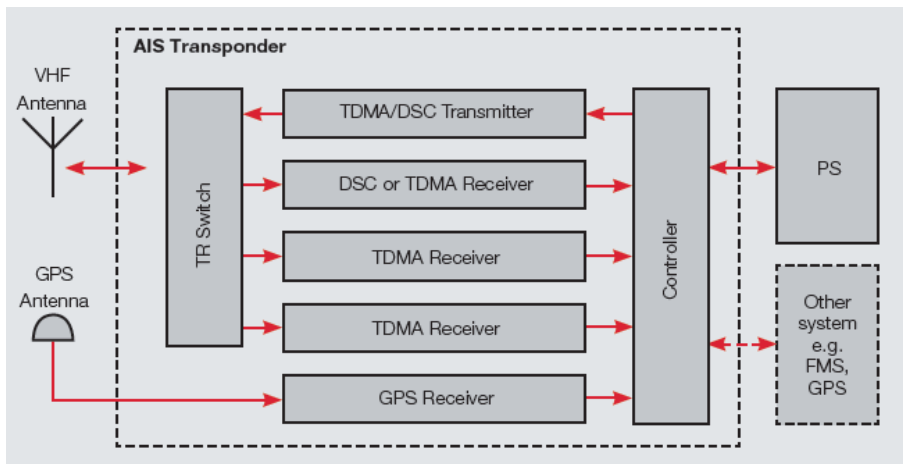 AIS Transponder
VHF
Antenna
GPS
Antenna
TR Switch
TDMA/DSC Transmitter
DSC or TDMA Receiver
TDMA Receiver
TDMA Receiver
GPS Receiver
Controller
PS
Other
system
e.g.
FMS,
GPS